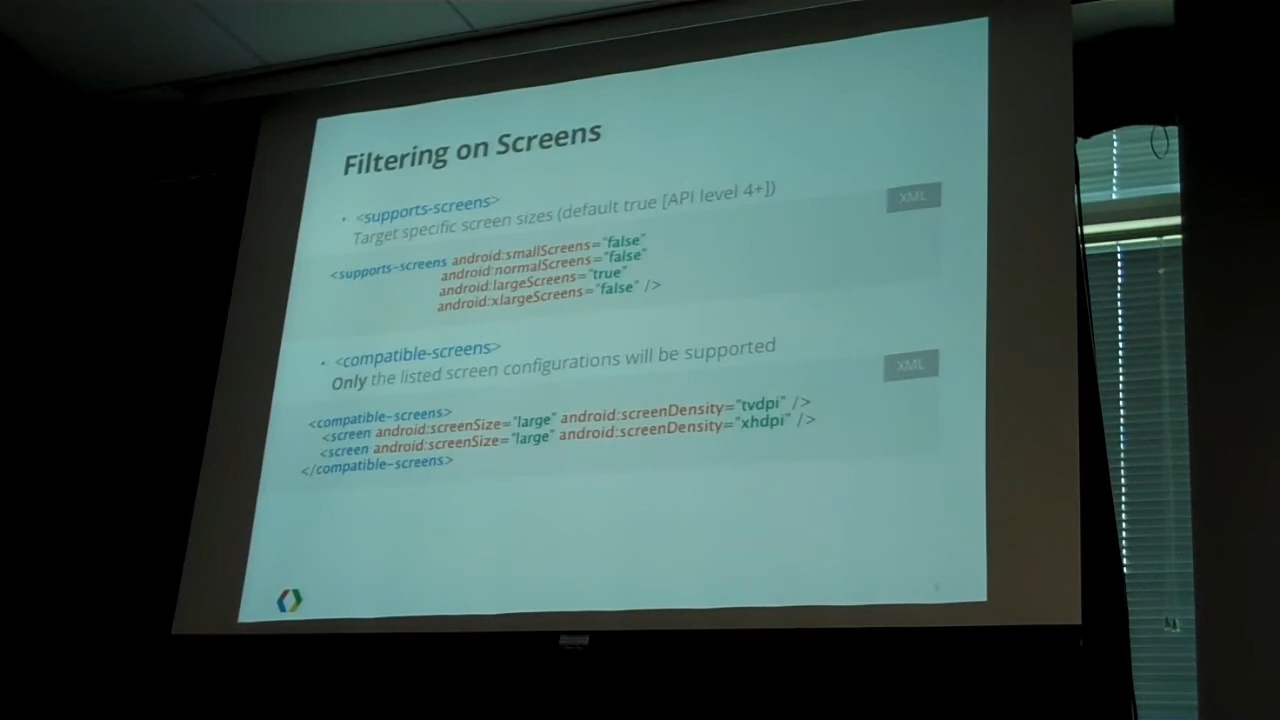 Filtering on Screens
• <supports-screens>
Target specific screen sizes (default true [API level 4+])
XML
<supports-screens android:smallScreens="false"
android:normalScreens="false"
android:largeScreens="true"
android:xlargeScreens="false" />
• <compatible-screens>
Only the listed screen configurations will be supported
XML
<compatible-screens>
<screen android:screenSize="large" android:screenDensity="tvdpi" />
<screen android:screenSize="large" android:screenDensity="xhdpi" />
</compatible-screens>